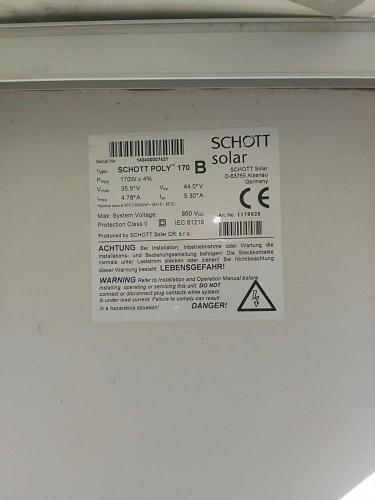 Serial No 140400007431
SCHOTT
solar
SCHOTT Solar
D-63755 Alzenau
Germany
Type: SCHOTT POLY™ 170 B
Pmpp 170W ± 4%
Vmpp 35.5*V Voc 44.0*V
Impp 4.78*A Isc 5.30*A
Max. System Voltage: 860 VDC
Protection Class II IEC 61215
Art. No. 1176926
Produced by SCHOTT Solar CR, s.r.o.
CE
ACHTUNG Bei Installation, Inbetriebnahme oder Wartung die
Installations- und Bedienungsanleitung befolgen. Die Steckkontakte
niemals unter Laststrom stecken oder ziehen! Bei Nichtbeachtung
dieser Warnung besteht LEBENSGEFAHR!
WARNING Refer to Installation and Operation Manual before
installing, operating or servicing this unit. DO NOT
connect or disconnect plug contacts while system
is under load current. Failure to comply can result
in a hazardous situation! DANGER!